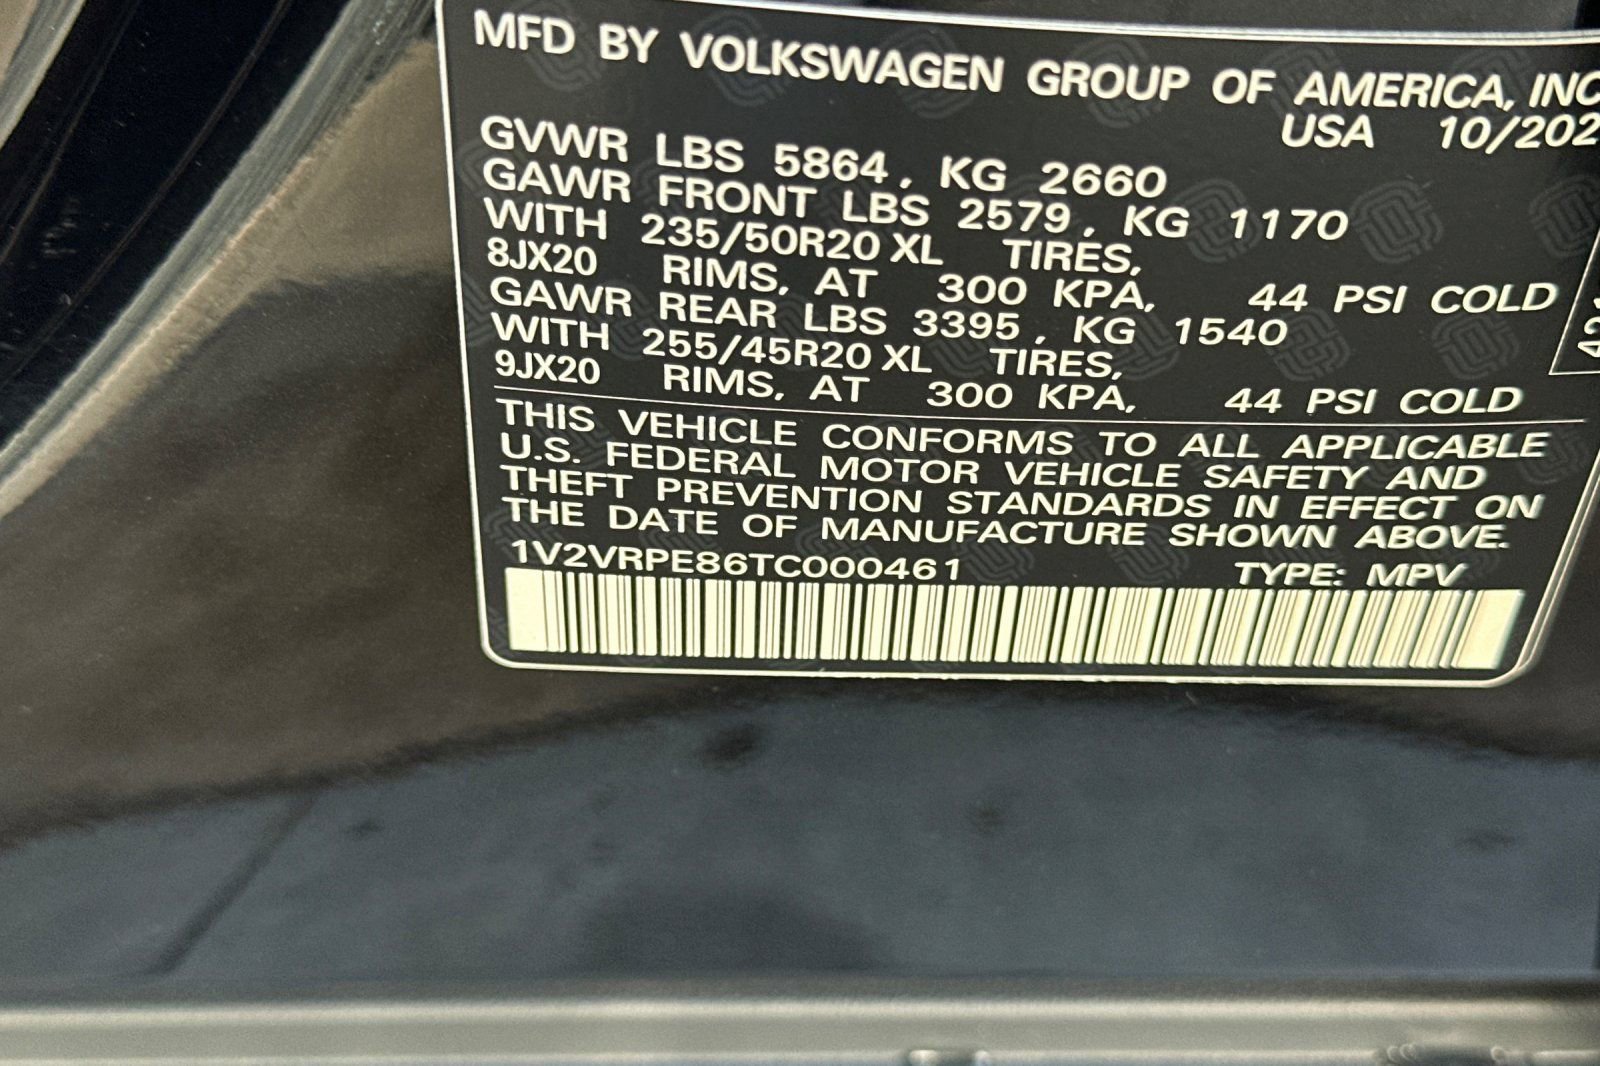 MFD BY VOLKSWAGEN GROUP OF AMERICA, INC
USA 10/202
GVWR LBS 5864, KG 2660
GAWR FRONT LBS 2579, KG 1170
WITH 235/50R20 XL TIRES,
8JX20 RIMS, AT 300 KPA, 44 PSI COLD
GAWR REAR LBS 3395, KG 1540
WITH 255/45R20 XL TIRES,
9JX20 RIMS, AT 300 KPA, 44 PSI COLD
THIS VEHICLE CONFORMS TO ALL APPLICABLE
U.S. FEDERAL MOTOR VEHICLE SAFETY AND
THEFT PREVENTION STANDARDS IN EFFECT ON
THE DATE OF MANUFACTURE SHOWN ABOVE.
1V2VRPE86TC000461 TYPE: MPV